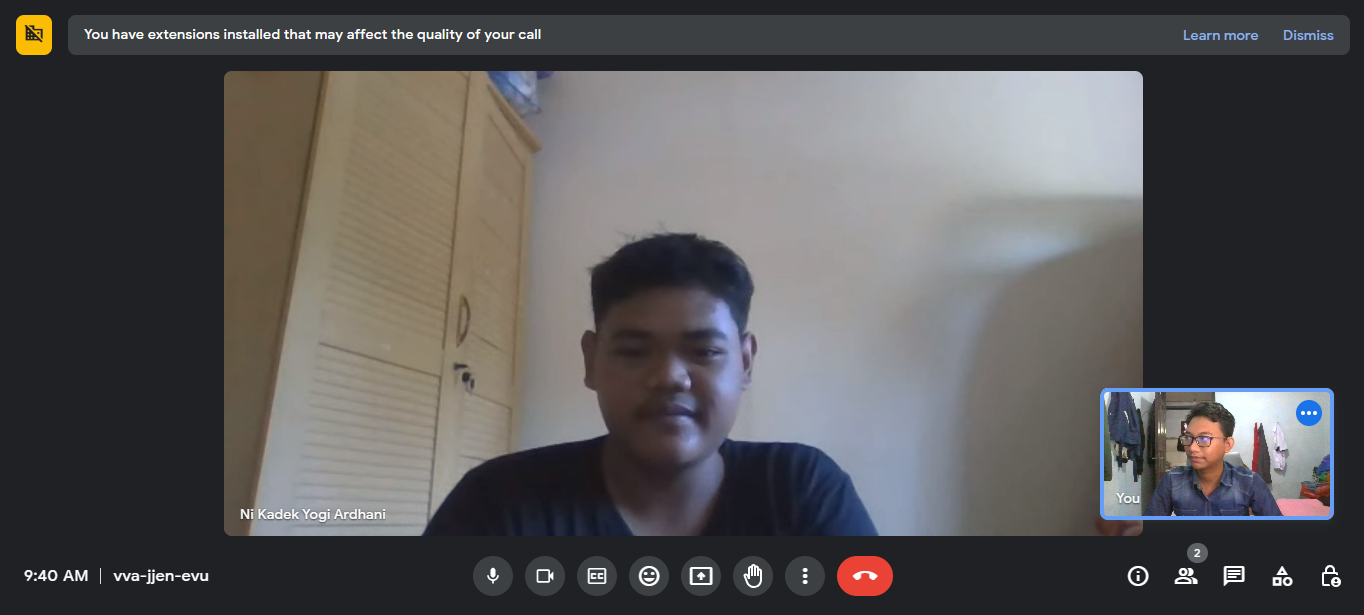 You have extensions installed that may affect the quality of your call
Learn more
Dismiss
Ni Kadek Yogi Ardhani
You
2
9:40 AM | vva-jjen-evu
CC